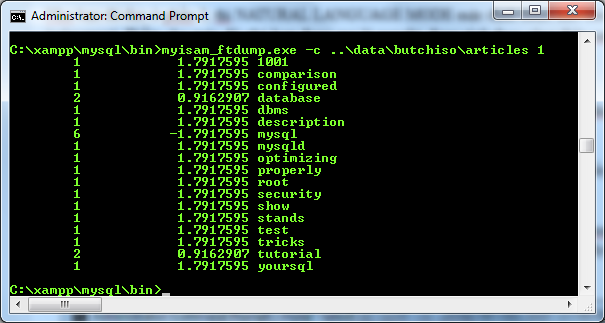 Administrator: Command Prompt
C:\xampp\mysql\bin>myisam_ftdump.exe -c ..\data\butchiso\articles 1
1 1.7917595 1001
1 1.7917595 comparison
1 1.7917595 configured
2 0.9162907 database
1 1.7917595 dbms
1 1.7917595 description
6 -1.7917595 mysql
1 1.7917595 mysqld
1 1.7917595 optimizing
1 1.7917595 properly
1 1.7917595 root
1 1.7917595 security
1 1.7917595 show
1 1.7917595 stands
1 1.7917595 test
1 1.7917595 tricks
2 0.9162907 tutorial
1 1.7917595 yoursql
C:\xampp\mysql\bin>_